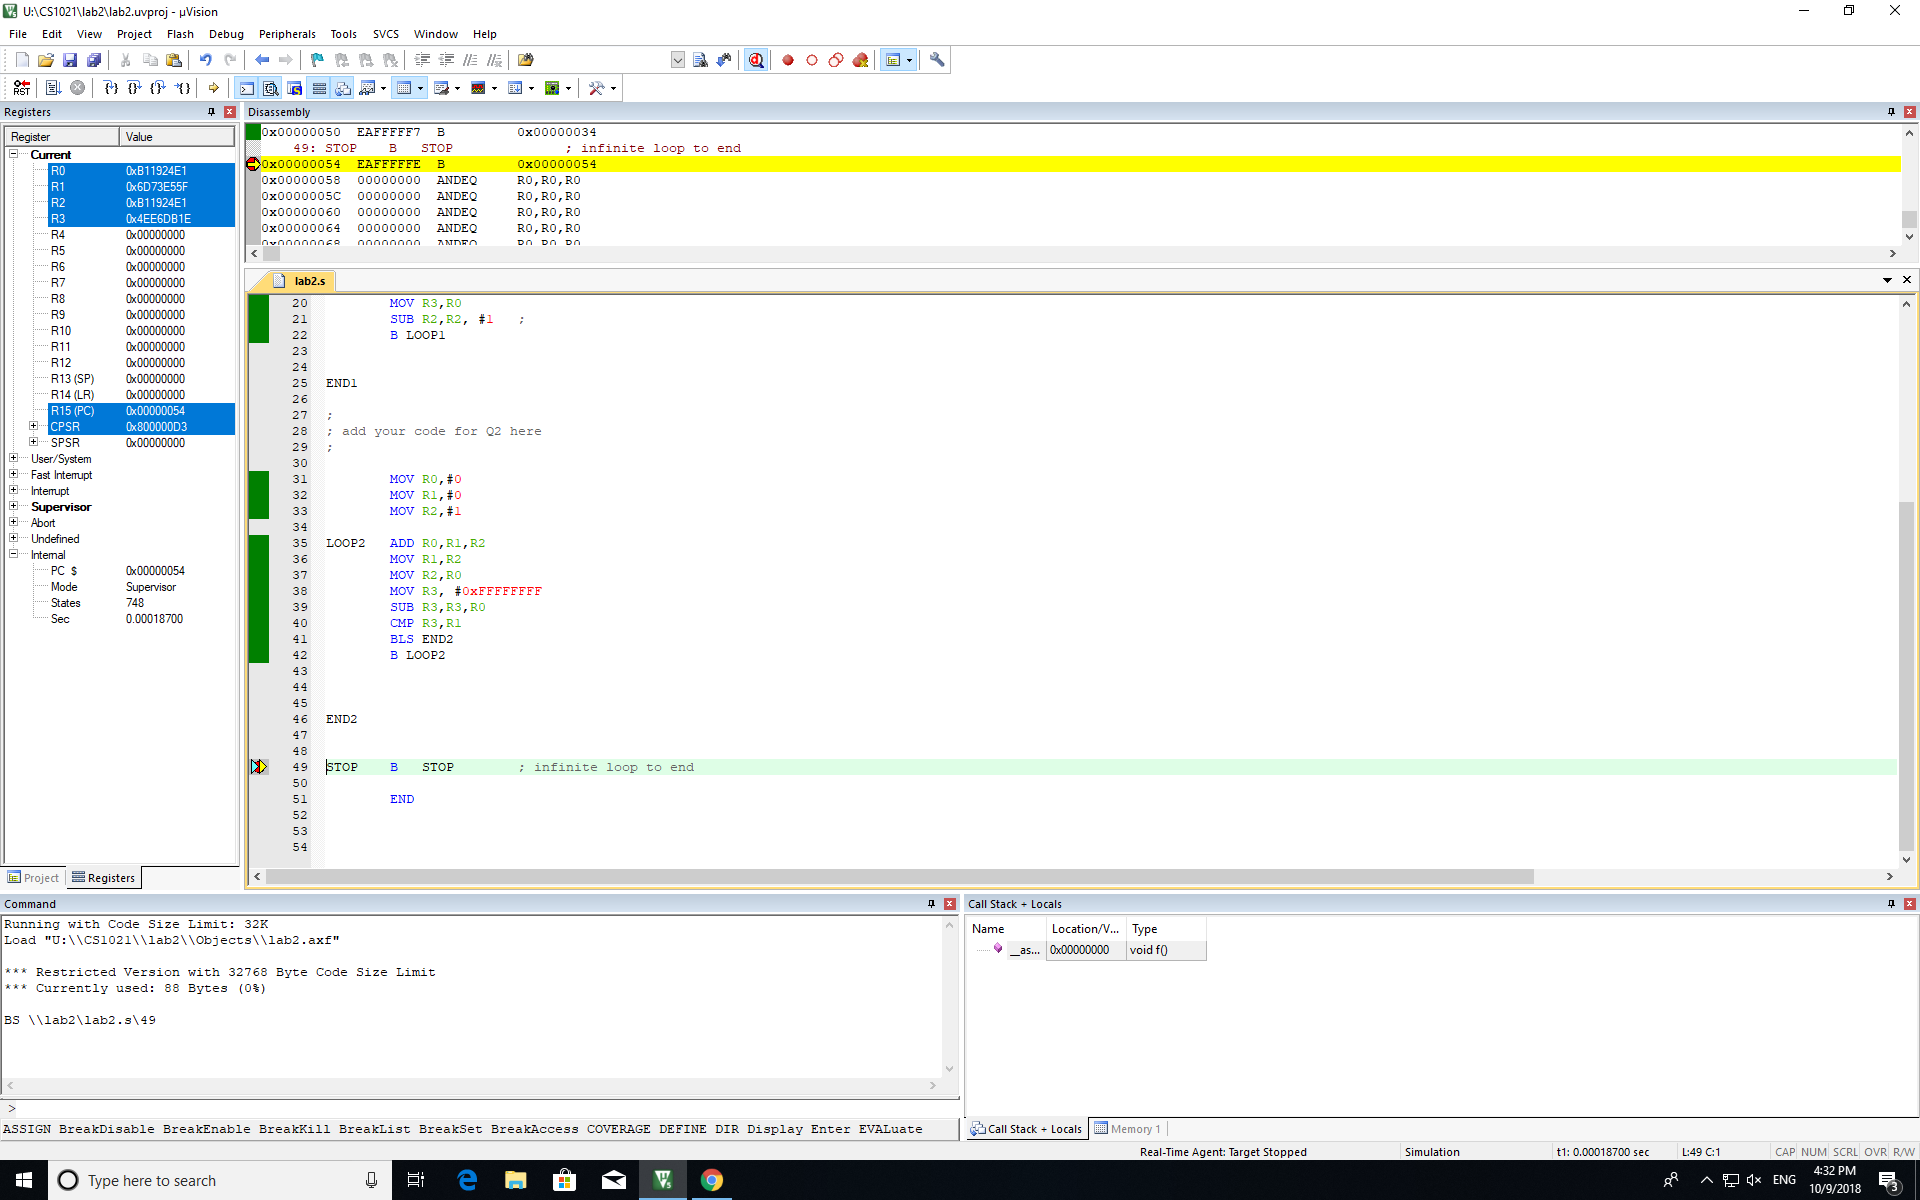 U:\CS1021\lab2\lab2.uvproj - µVision
File Edit View Project Flash Debug Peripherals Tools SVCS Window Help
Registers
Register Value
Current
R0 0xB11924E1
R1 0x6D73E55F
R2 0xB11924E1
R3 0x4EE6DB1E
R4 0x00000000
R5 0x00000000
R6 0x00000000
R7 0x00000000
R8 0x00000000
R9 0x00000000
R10 0x00000000
R11 0x00000000
R12 0x00000000
R13 (SP) 0x00000000
R14 (LR) 0x00000000
R15 (PC) 0x00000054
CPSR 0x800000D3
SPSR 0x00000000
User/System
Fast Interrupt
Interrupt
Supervisor
Abort
Undefined
Internal
PC $ 0x00000054
Mode Supervisor
States 748
Sec 0.00018700
Project Registers
Disassembly
0x00000050 EAFFFFF7 B 0x00000034
49: STOP B STOP ; infinite loop to end
0x00000054 EAFFFFFE B 0x00000054
0x00000058 00000000 ANDEQ R0,R0,R0
0x0000005C 00000000 ANDEQ R0,R0,R0
0x00000060 00000000 ANDEQ R0,R0,R0
0x00000064 00000000 ANDEQ R0,R0,R0
0x00000068 00000000 ANDEQ R0,R0,R0
lab2.s
20 MOV R3,R0
21 SUB R2,R2, #1 ;
22 B LOOP1
23
24
25 END1
26
27 ;
28 ; add your code for Q2 here
29 ;
30
31 MOV R0,#0
32 MOV R1,#0
33 MOV R2,#1
34
35 LOOP2 ADD R0,R1,R2
36 MOV R1,R2
37 MOV R2,R0
38 MOV R3, #0xFFFFFFFF
39 SUB R3,R3,R0
40 CMP R3,R1
41 BLS END2
42 B LOOP2
43
44
45
46 END2
47
48
49 STOP B STOP ; infinite loop to end
50
51 END
52
53
54
Command
Running with Code Size Limit: 32K
Load "U:\\CS1021\\lab2\\Objects\\lab2.axf"
*** Restricted Version with 32768 Byte Code Size Limit
*** Currently used: 88 Bytes (0%)
BS \\lab2\lab2.s\49
>
ASSIGN BreakDisable BreakEnable BreakKill BreakList BreakSet BreakAccess COVERAGE DEFINE DIR Display Enter EVALuate
Call Stack + Locals
Name Location/V... Type
__as... 0x00000000 void f()
Call Stack + Locals Memory 1
Real-Time Agent: Target Stopped Simulation t1: 0.00018700 sec L:49 C:1 CAP NUM SCRL OVR R/W
Type here to search
ENG
4:32 PM
10/9/2018
3